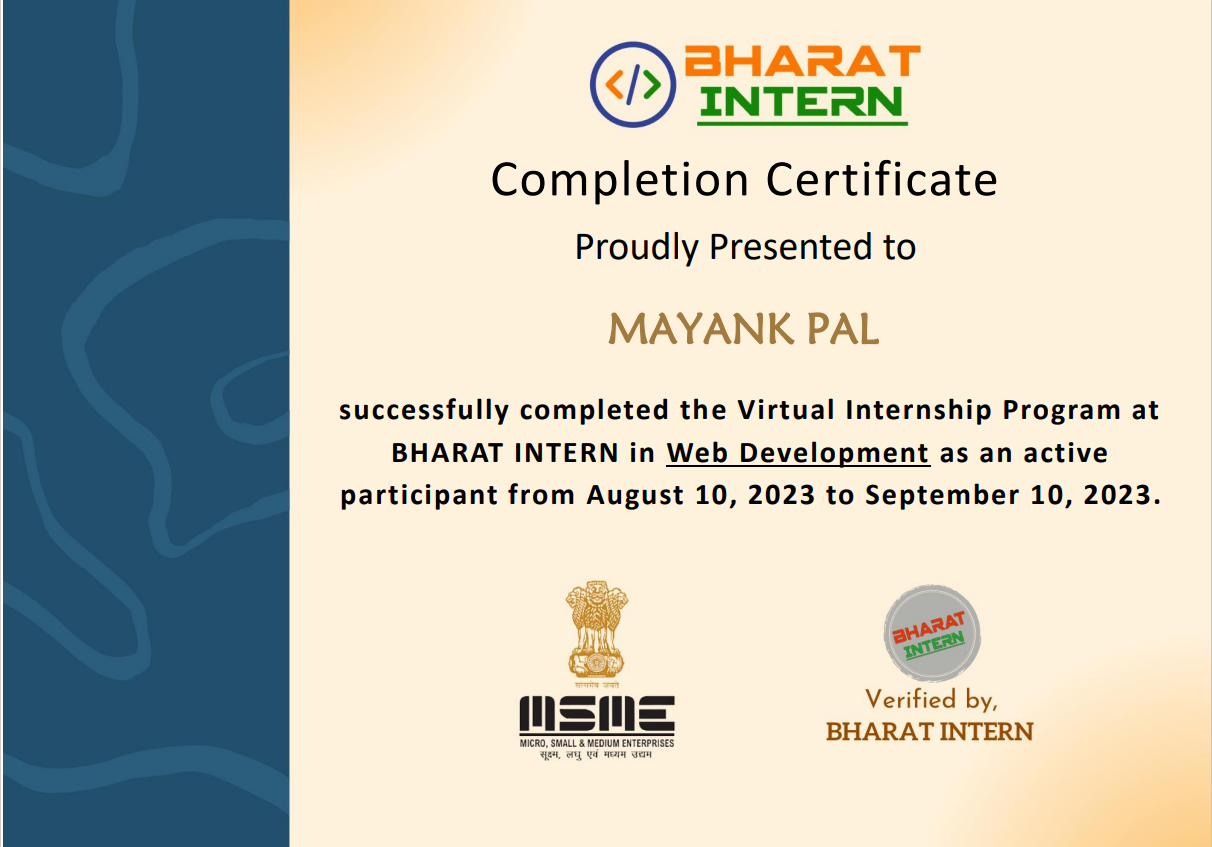 BHARAT
INTERN
Completion Certificate
Proudly Presented to
MAYANK PAL
successfully completed the Virtual Internship Program at
BHARAT INTERN in Web Development as an active
participant from August 10, 2023 to September 10, 2023.
सत्यमेव जयते
MSME
MICRO, SMALL & MEDIUM ENTERPRISES
सूक्ष्म, लघु एवं मध्यम उद्यम
BHARAT
INTERN
Verified by,
BHARAT INTERN